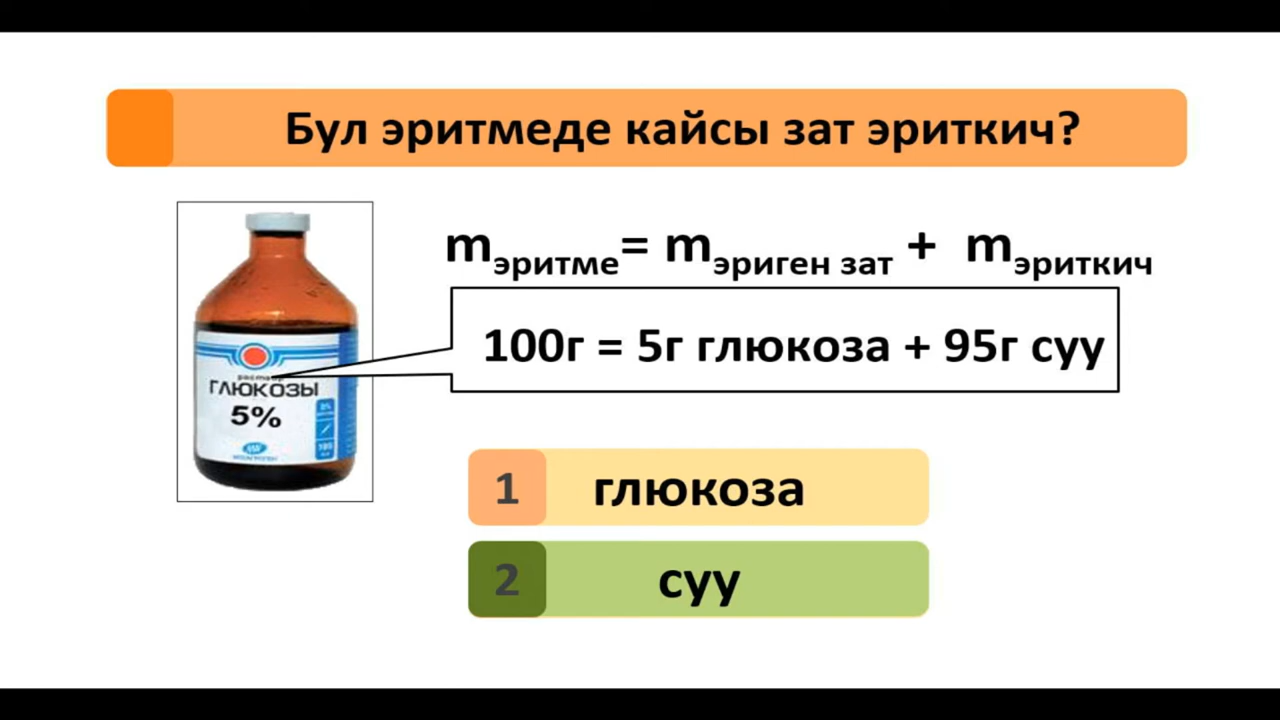 Бул эритмеде кайсы зат эриткич?
mэритме= mэриген зат + mэриткич
100г = 5г глюкоза + 95г суу
раствор
ГЛЮКОЗЫ
5%
1 глюкоза
2 суу